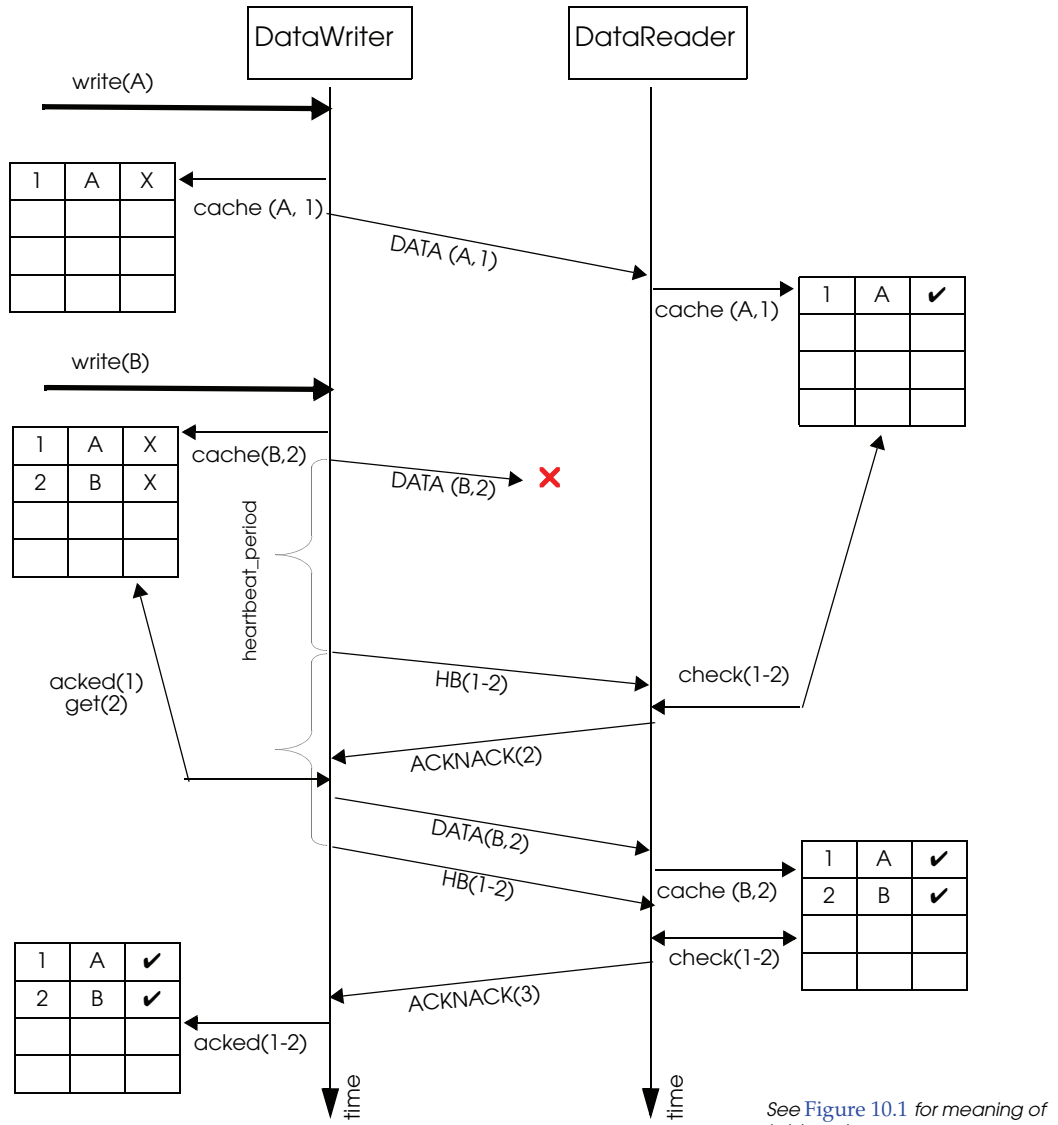 DataWriter
DataReader
write(A)
1 A X
cache (A, 1)
DATA (A,1)
cache (A,1)
1 A ✔
write(B)
1 A X
2 B X
cache(B,2)
DATA (B,2)
heartbeat_period
HB(1-2)
check(1-2)
acked(1)
get(2)
ACKNACK(2)
DATA(B,2)
HB(1-2)
cache (B,2)
1 A ✔
2 B ✔
check(1-2)
1 A ✔
2 B ✔
ACKNACK(3)
acked(1-2)
time
time
See Figure 10.1 for meaning of